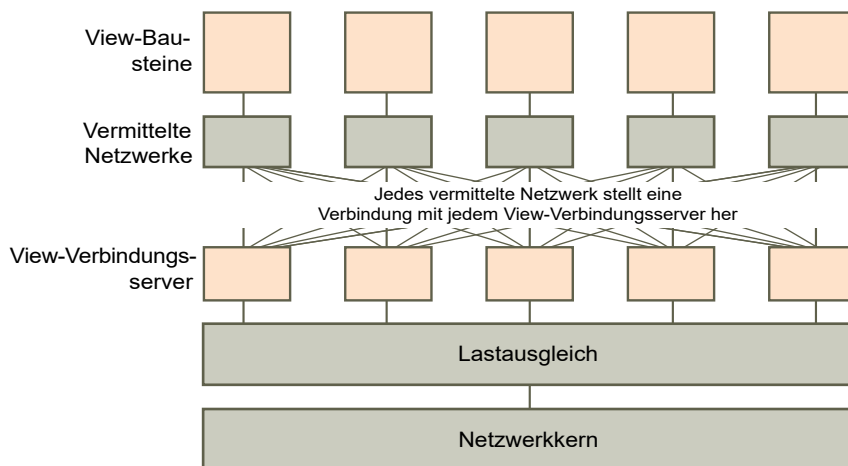 View-Bau-
steine
Vermittelte
Netzwerke
Jedes vermittelte Netzwerk stellt eine
Verbindung mit jedem View-Verbindungsserver her
View-Verbindungs-
server
Lastausgleich
Netzwerkkern